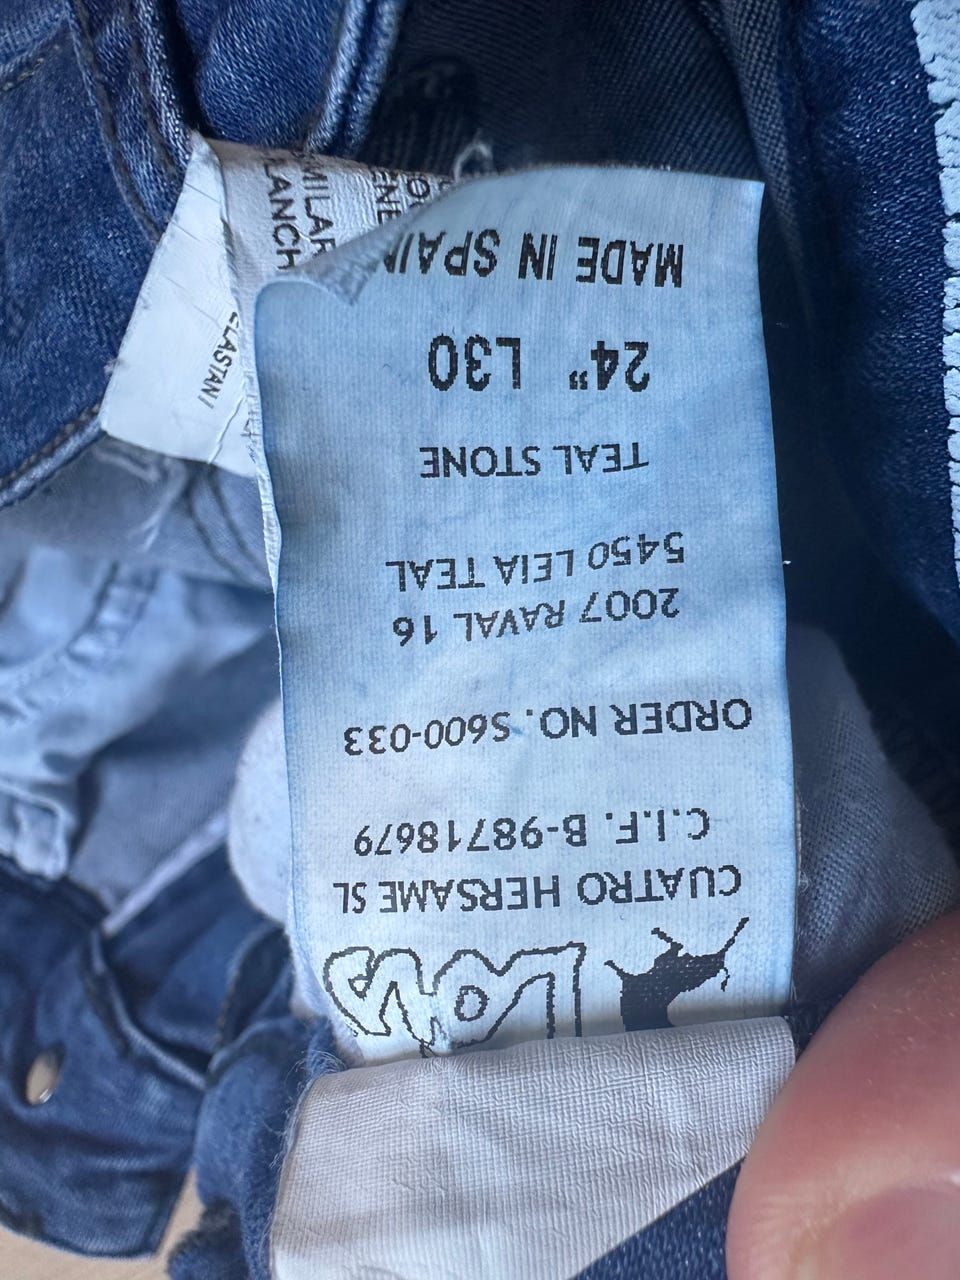 LOIS
CUATRO HERSAME SL
C.I.F. B-98718679
ORDER NO. S600-033
2007 RAVAL 16
5450 LEIA TEAL
TEAL STONE
24" L30
MADE IN SPAIN
ELASTAN/